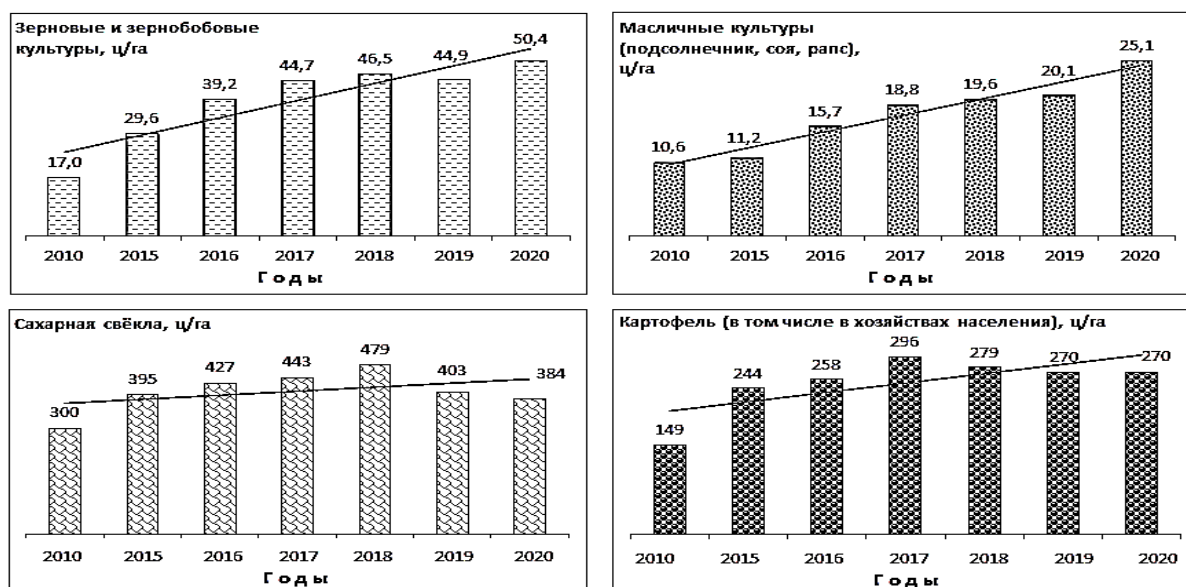 Зерновые и зернобобовые
культуры, ц/га
17,0 29,6 39,2 44,7 46,5 44,9 50,4
2010 2015 2016 2017 2018 2019 2020
Годы
Масличные культуры
(подсолнечник, соя, рапс),
ц/га
10,6 11,2 15,7 18,8 19,6 20,1 25,1
2010 2015 2016 2017 2018 2019 2020
Годы
Сахарная свёкла, ц/га
300 395 427 443 479 403 384
2010 2015 2016 2017 2018 2019 2020
Годы
Картофель (в том числе в хозяйствах населения), ц/га
149 244 258 296 279 270 270
2010 2015 2016 2017 2018 2019 2020
Годы